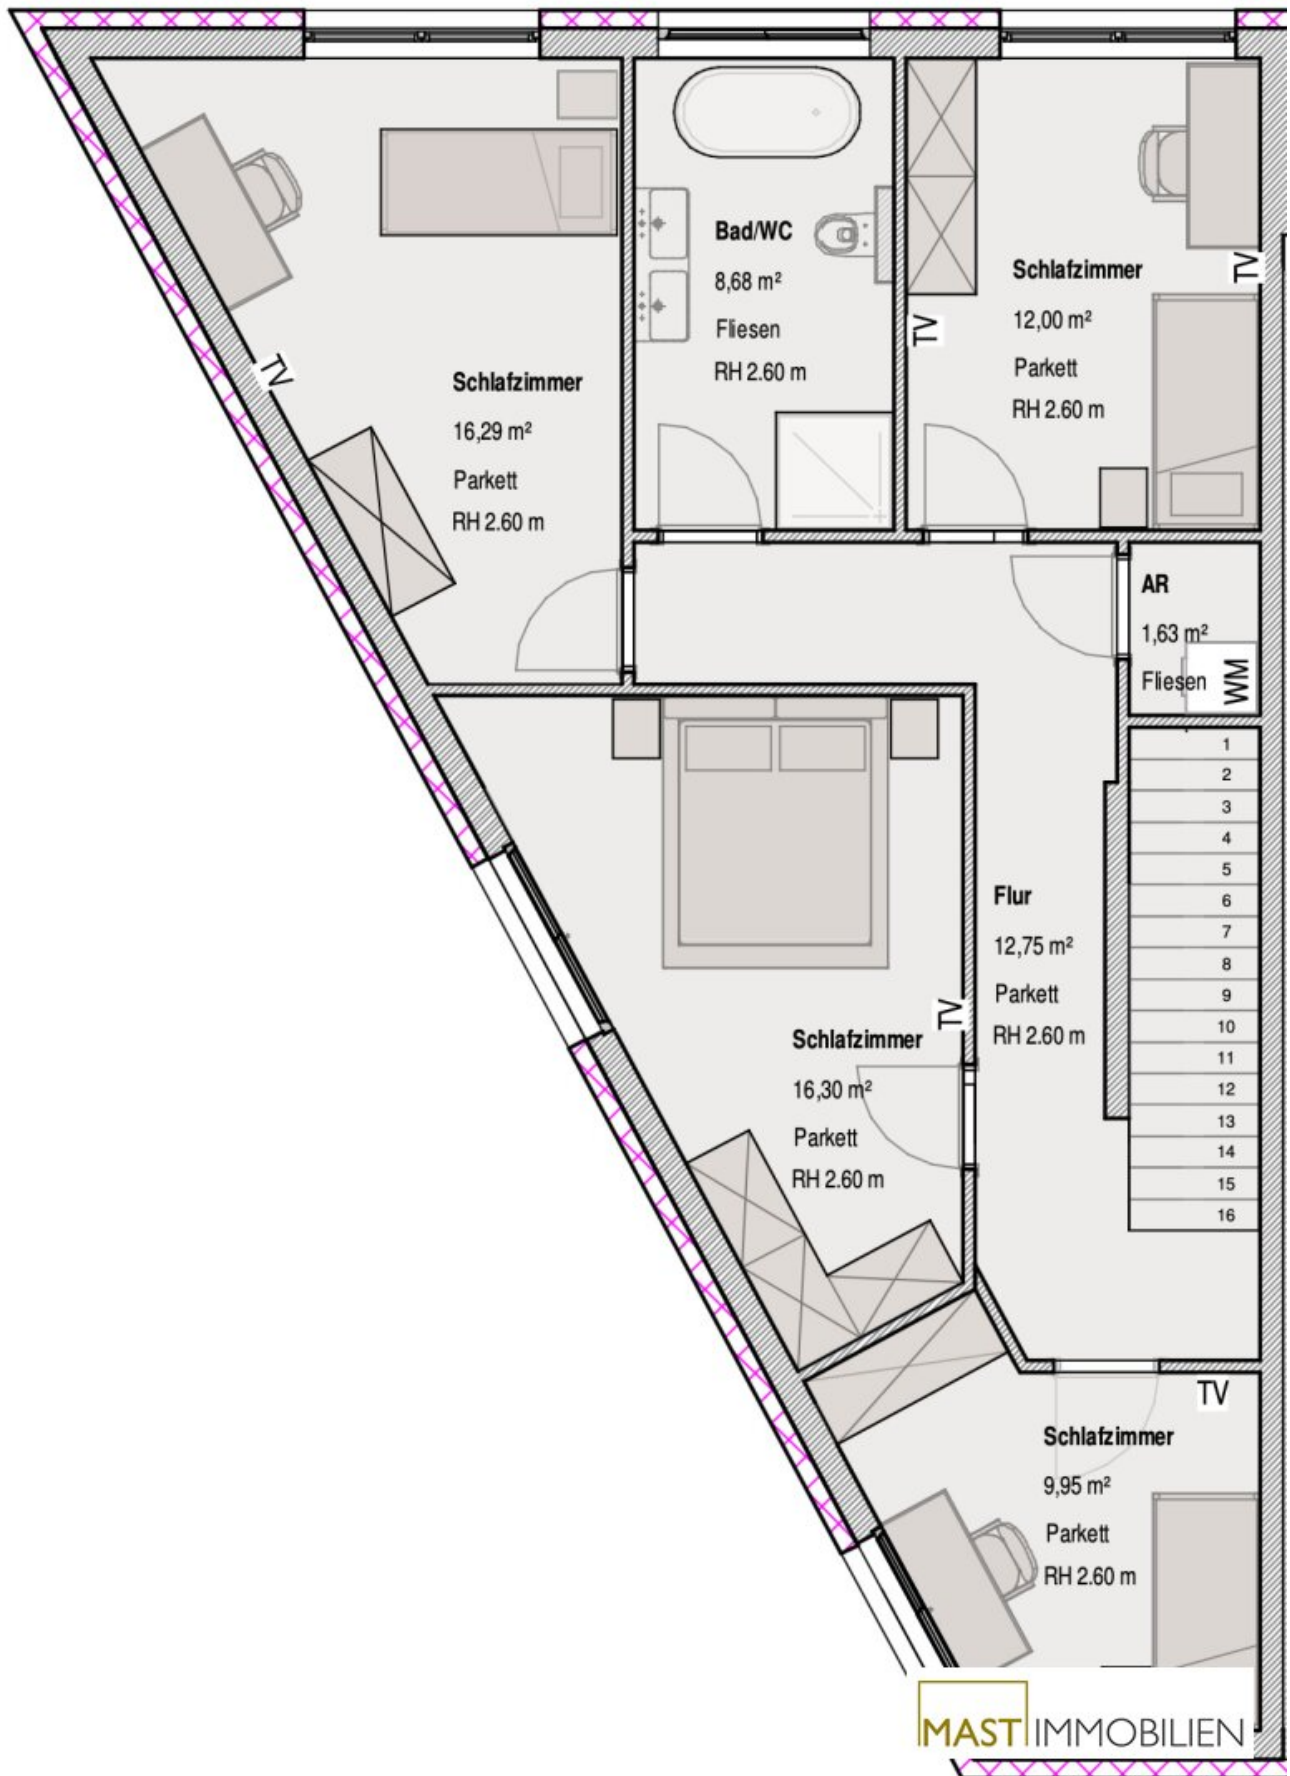 Bad/WC
8,68 m²
Fliesen
RH 2.60 m
Schlafzimmer
12,00 m²
Parkett
RH 2.60 m
TV
TV
TV
Schlafzimmer
16,29 m²
Parkett
RH 2.60 m
AR
1,63 m²
Fliesen
WM
1
2
3
4
5
6
7
8
9
10
11
12
13
14
15
16
Flur
12,75 m²
Parkett
RH 2.60 m
TV
Schlafzimmer
16,30 m²
Parkett
RH 2.60 m
TV
Schlafzimmer
9,95 m²
Parkett
RH 2.60 m
MAST IMMOBILIEN